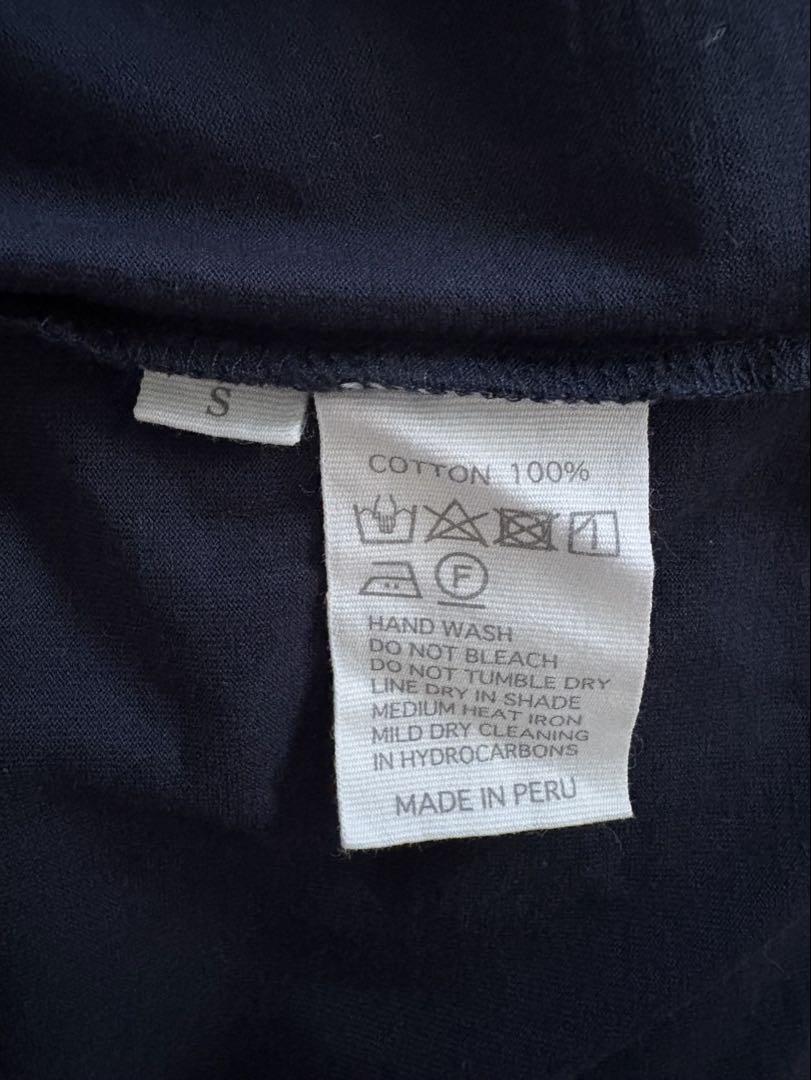 S
COTTON 100%
F
HAND WASH
DO NOT BLEACH
DO NOT TUMBLE DRY
LINE DRY IN SHADE
MEDIUM HEAT IRON
MILD DRY CLEANING
IN HYDROCARBONS
MADE IN PERU